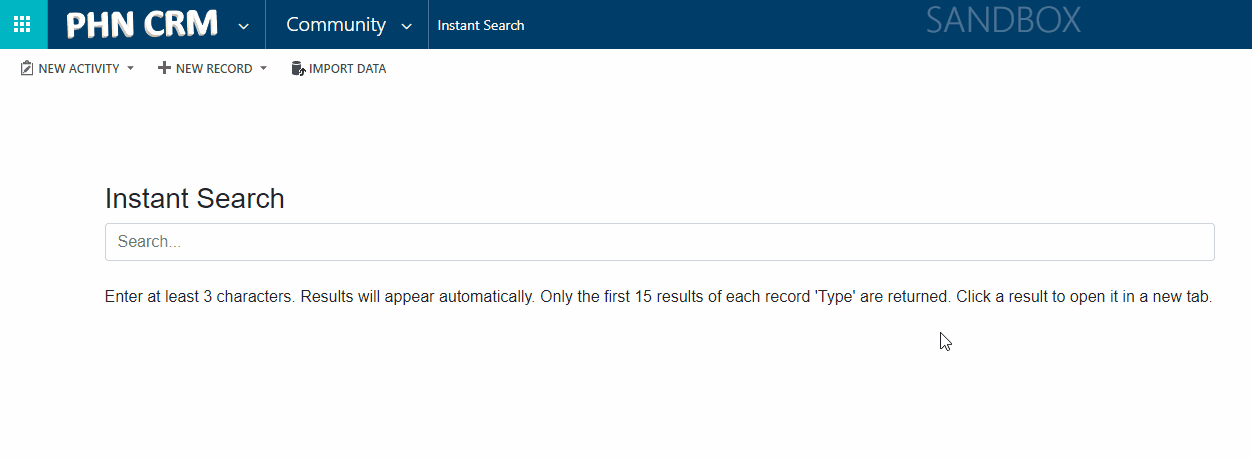 PHN CRM Community Instant Search SANDBOX
NEW ACTIVITY NEW RECORD IMPORT DATA
Instant Search
Search...
Enter at least 3 characters. Results will appear automatically. Only the first 15 results of each record 'Type' are returned. Click a result to open it in a new tab.